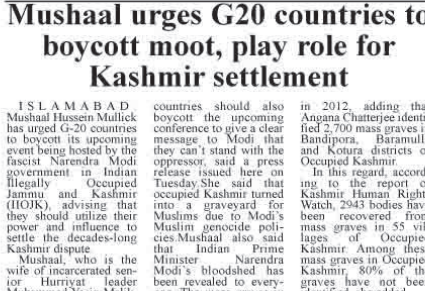 Mushaal urges G20 countries to
boycott moot, play role for
Kashmir settlement
ISLAMABAD
Mushaal Hussein Mullick
has urged G-20 countries
to boycott its upcoming
event being hosted by the
fascist Narendra Modi
government in Indian
Illegally Occupied
Jammu and Kashmir
(IIOJK), advising that
they should utilize their
power and influence to
settle the decades-long
Kashmir dispute.
Mushaal, who is the
wife of incarcerated sen-
ior Hurriyat leader
countries should also
boycott the upcoming
conference to give a clear
message to Modi that
they can't stand with the
oppressor, said a press
release issued here on
Tuesday.She said that
occupied Kashmir turned
into a graveyard for
Muslims due to Modi's
Muslim genocide poli-
cies.Mushaal also said
that Indian Prime
Minister Narendra
Modi's bloodshed has
been revealed to every-
in 2012, adding tha
Angana Chatterjee identi
fied 2,700 mass graves i
Bandipora, Baramull
and Kotura districts o
Occupied Kashmir.
In this regard, accord
ing to the report o
Kashmir Human Right
Watch, 2943 bodies hav
been recovered from
mass graves in 55 vil
lages of Occupie
Kashmir. Among thes
mass graves in Occupie
Kashmir, 80% of th
graves have not bee